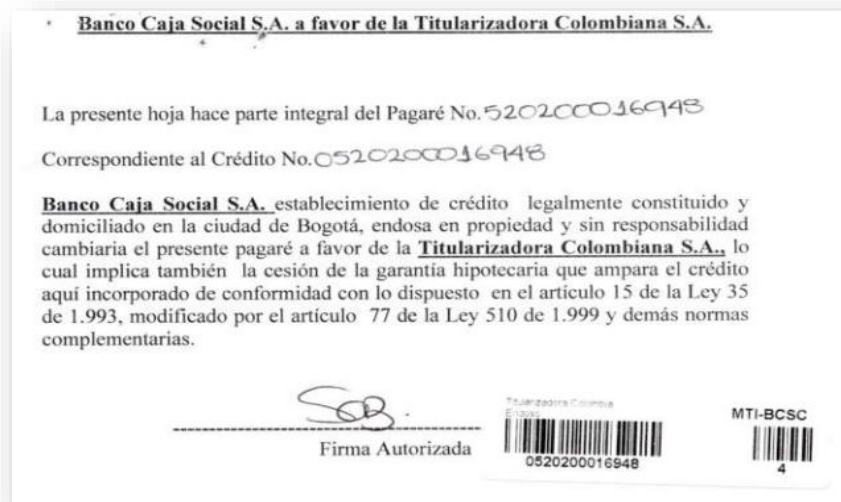 Banco Caja Social S.A. a favor de la Titularizadora Colombiana S.A.
La presente hoja hace parte integral del Pagaré No. 520200016948
Correspondiente al Crédito No. 0520200016948
Banco Caja Social S.A. establecimiento de crédito legalmente constituido y
domiciliado en la ciudad de Bogotá, endosa en propiedad y sin responsabilidad
cambiaria el presente pagaré a favor de la Titularizadora Colombiana S.A., lo
cual implica también la cesión de la garantía hipotecaria que ampara el crédito
aquí incorporado de conformidad con lo dispuesto en el artículo 15 de la Ley 35
de 1.993, modificado por el artículo 77 de la Ley 510 de 1.999 y demás normas
complementarias.
Firma Autorizada
Titularizadora Colombia
0520200016948
MTI-BCSC
4